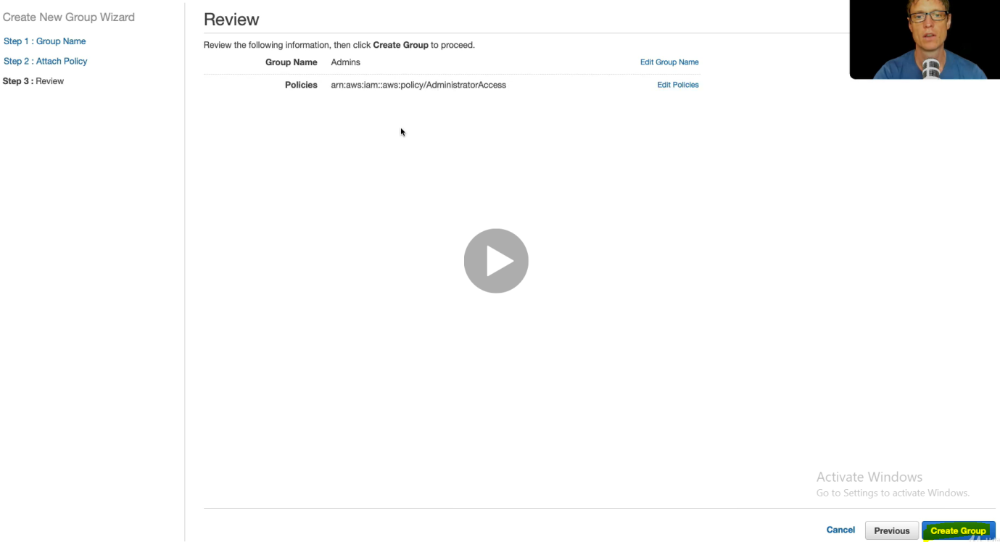 Create New Group Wizard
Step 1 : Group Name
Step 2 : Attach Policy
Step 3 : Review
Review
Review the following information, then click Create Group to proceed.
Group Name Admins Edit Group Name
Policies arn:aws:iam::aws:policy/AdministratorAccess Edit Policies
Activate Windows
Go to Settings to activate Windows.
Cancel Previous Create Group